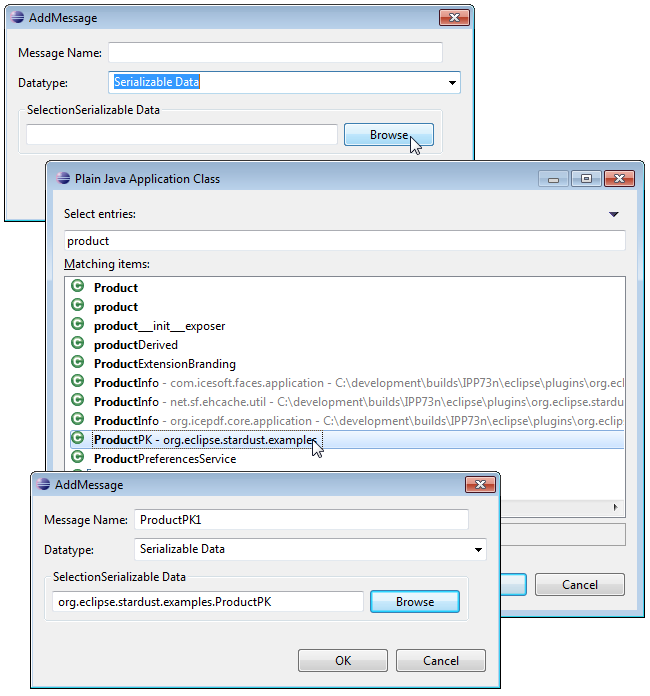 AddMessage
Message Name:
Datatype: Serializable Data
SelectionSerializable Data
Browse
Plain Java Application Class
Select entries:
product
Matching items:
Product
product
product___init___exposer
productDerived
ProductExtensionBranding
ProductInfo - com.icesoft.faces.application - C:\development\builds\IPP73n\eclipse\plugins\org.ecl
ProductInfo - net.sf.ehcache.util - C:\development\builds\IPP73n\eclipse\plugins\org.eclipse.stardu
ProductInfo - org.icepdf.core.application - C:\development\builds\IPP73n\eclipse\plugins\org.eclips
ProductPK - org.eclipse.stardust.examples
ProductPreferencesService
Cancel
AddMessage
Message Name: ProductPK1
Datatype: Serializable Data
SelectionSerializable Data
org.eclipse.stardust.examples.ProductPK Browse
OK Cancel